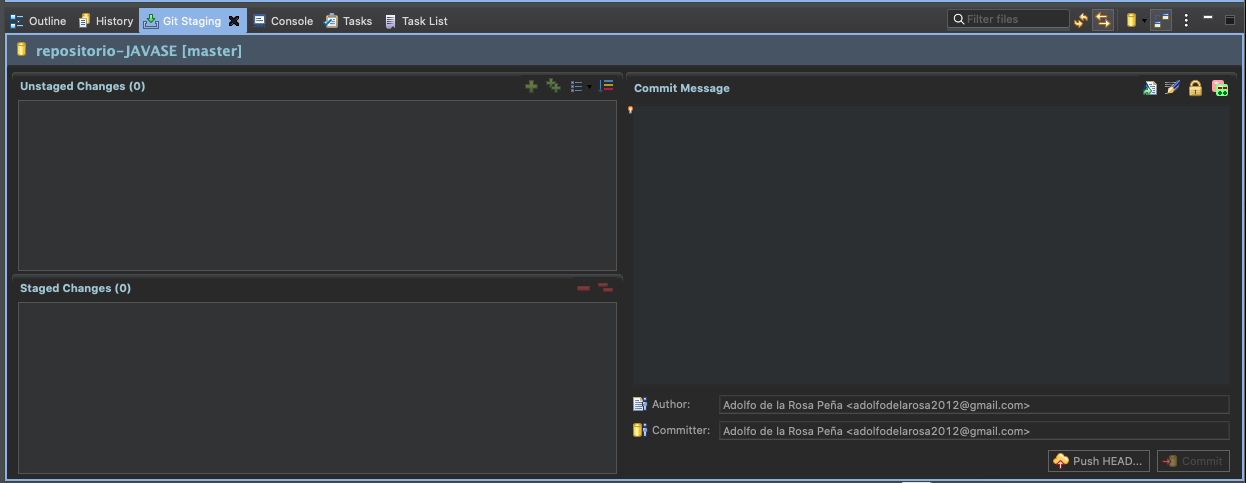 Outline History Git Staging Console Tasks Task List Filter files
repositorio-JAVASE [master]
Unstaged Changes (0)
Commit Message
Staged Changes (0)
Author: Adolfo de la Rosa Peña <adolfodelarosa2012@gmail.com>
Committer: Adolfo de la Rosa Peña <adolfodelarosa2012@gmail.com>
Push HEAD... Commit